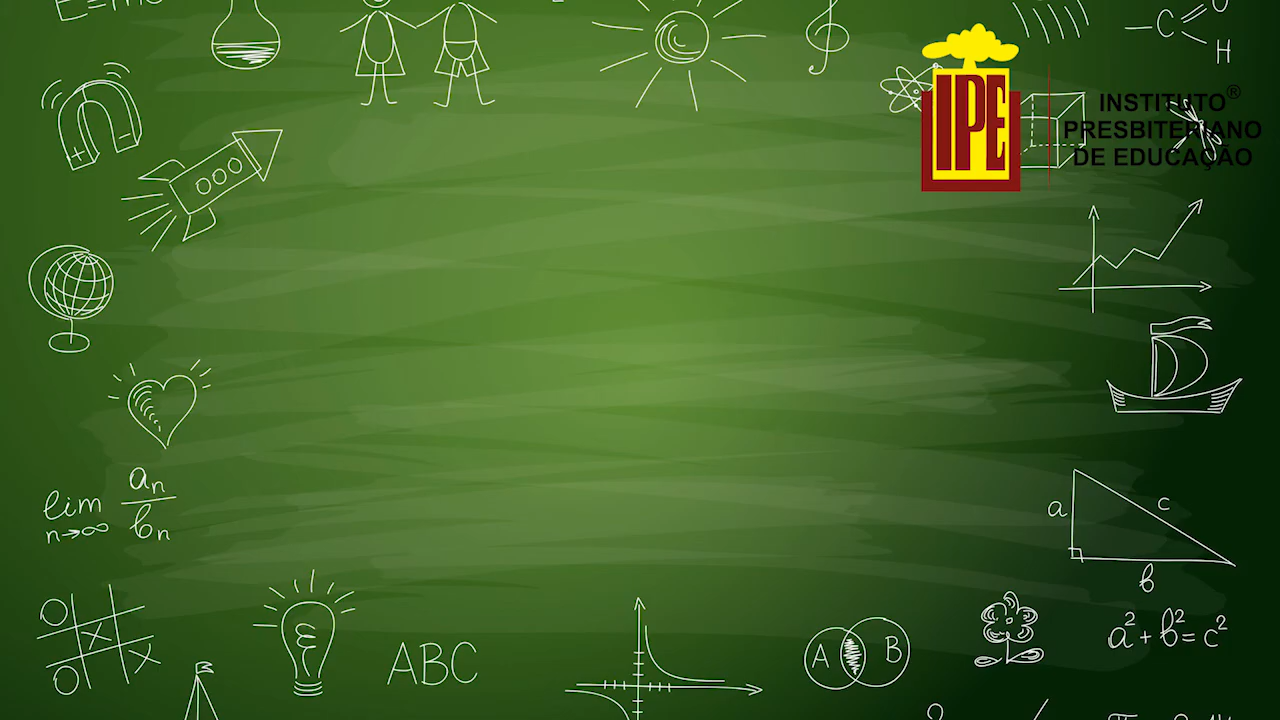 IPE
INSTITUTO®
PRESBITERIANO
DE EDUCAÇÃO
C
H
lim aₙ
n→∞ bₙ
a
c
b
ABC
A B
a²+b²=c²